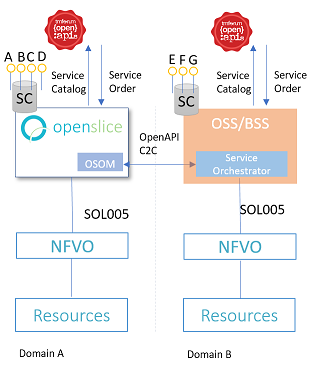 tmforum
{open}
:apis
tmforum
{open}
:apis
A B C D
E F G
Service
Catalog
Service
Order
Service
Catalog
Service
Order
SC
SC
openslice
OSS/BSS
OpenAPI
C2C
OSOM
Service
Orchestrator
SOL005
SOL005
NFVO
NFVO
Resources
Resources
Domain A
Domain B